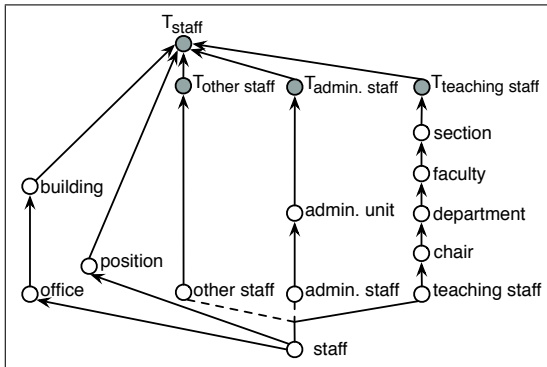 T staff
T other staff T admin. staff T teaching staff
section
faculty
building
admin. unit department
position chair
office other staff admin. staff teaching staff
staff